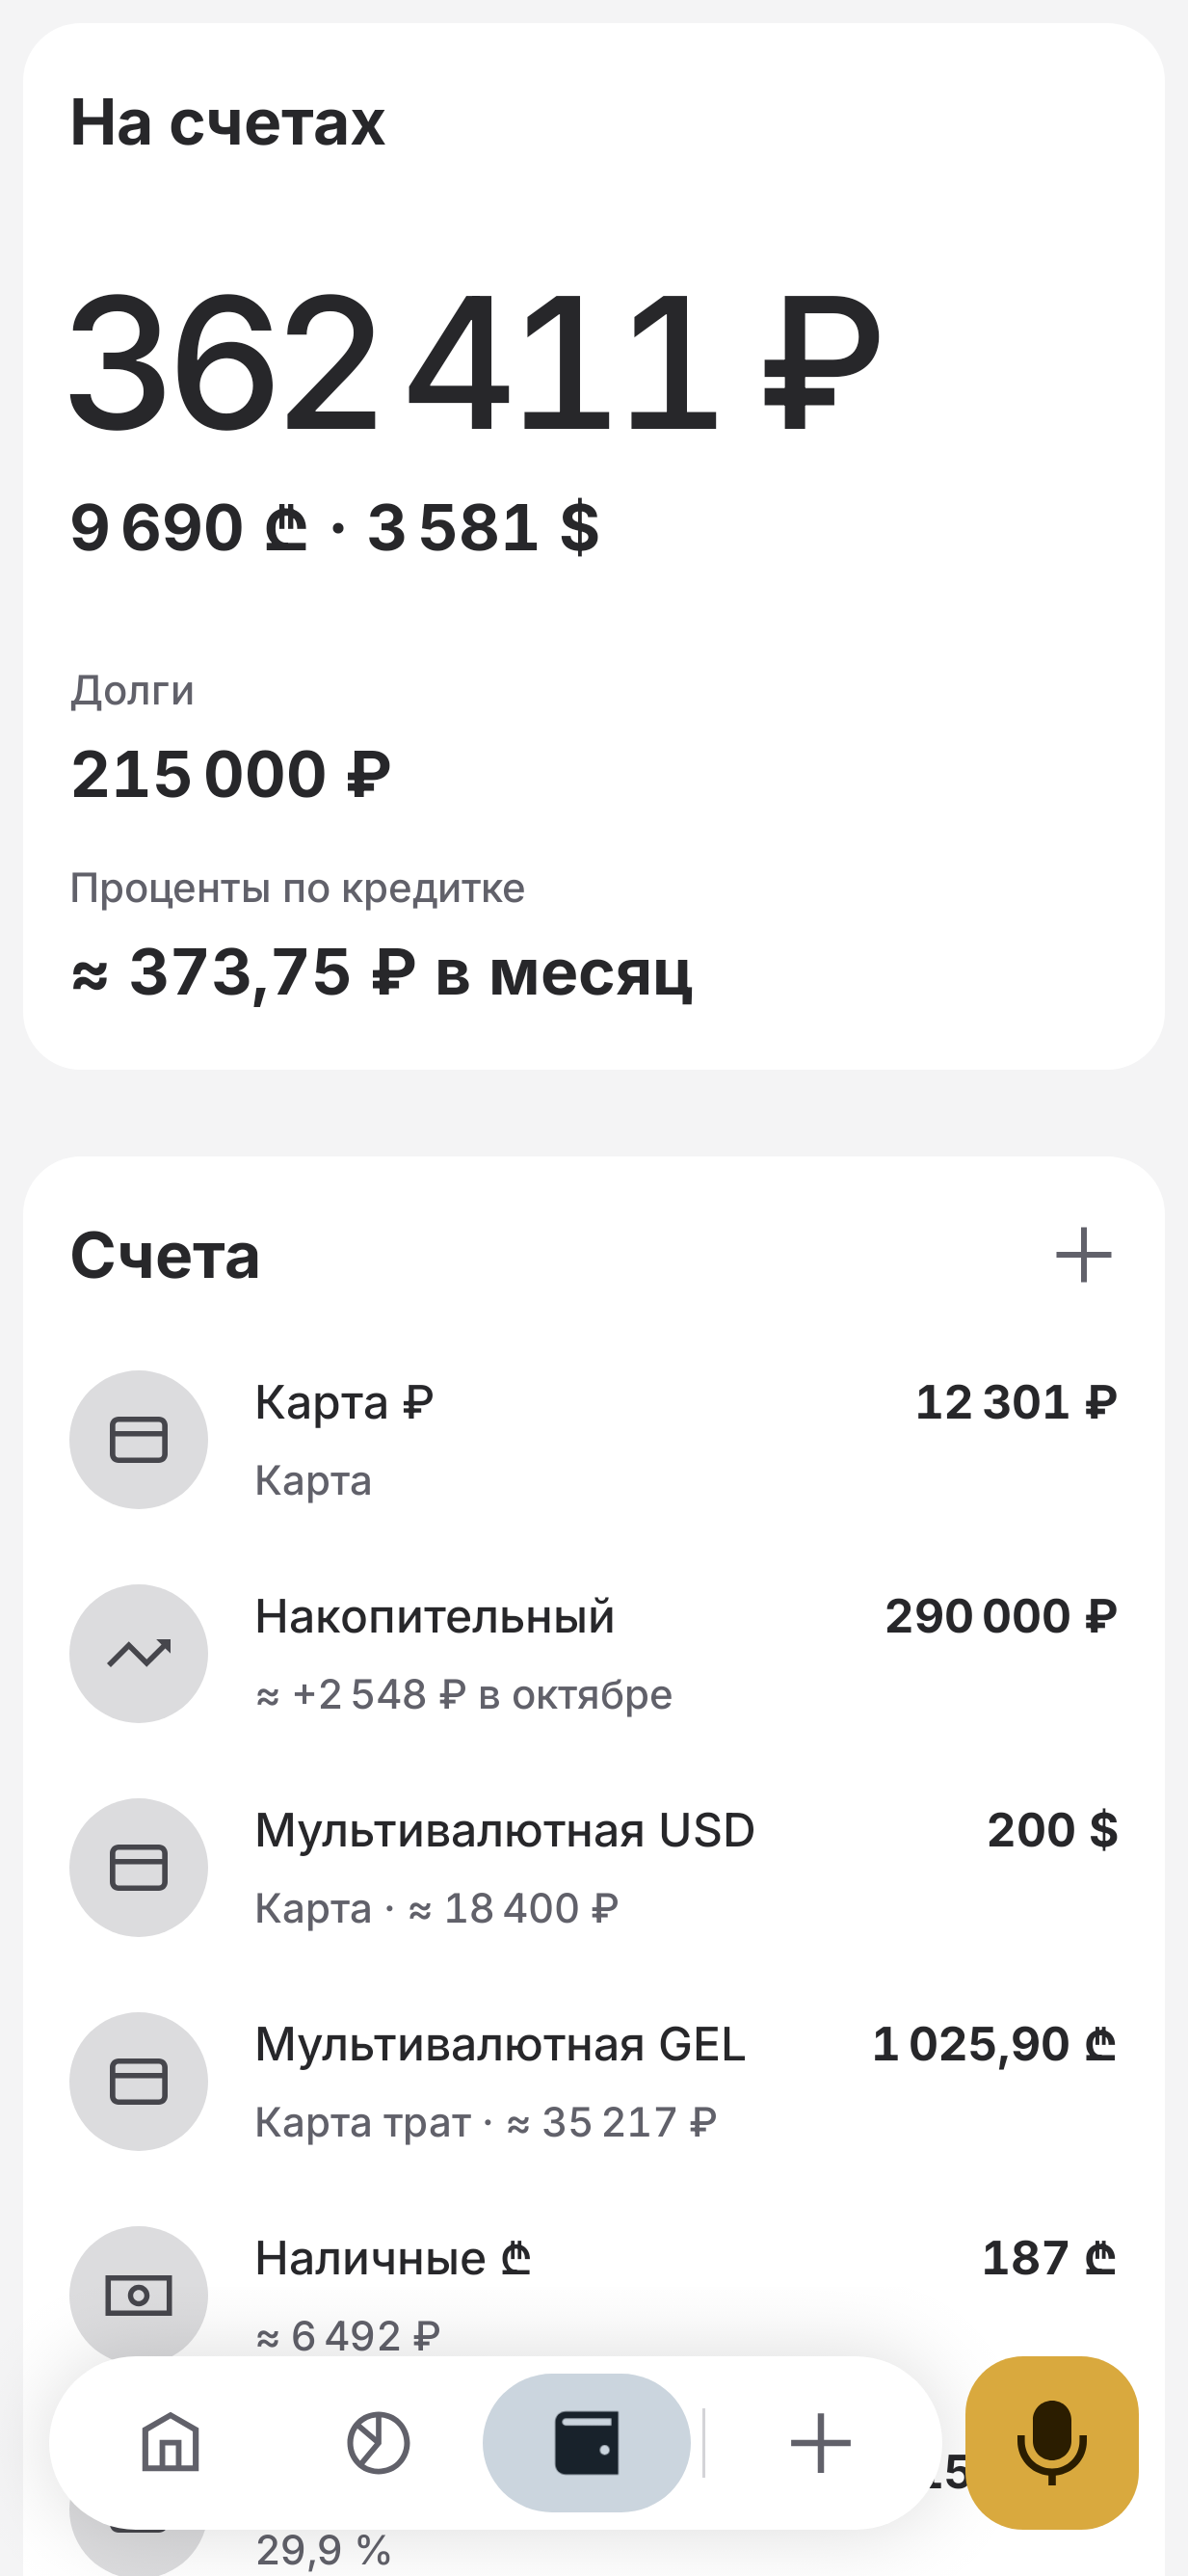 На счетах
362 411 ₽
9 690 ₾ · 3 581 $
Долги
215 000 ₽
Проценты по кредитке
≈ 373,75 ₽ в месяц
Счета
Карта ₽
12 301 ₽
Карта
Накопительный
290 000 ₽
≈ +2 548 ₽ в октябре
Мультивалютная USD
200 $
Карта · ≈ 18 400 ₽
Мультивалютная GEL
1 025,90 ₾
Карта трат · ≈ 35 217 ₽
Наличные ₾
187 ₾
≈ 6 492 ₽
29,9 %